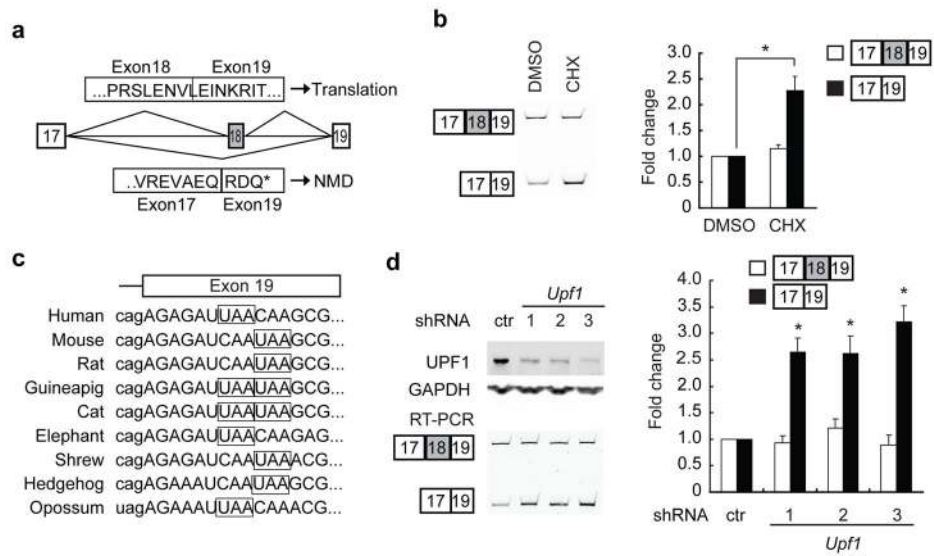 a
Exon18 Exon19
...PRSLENVLEINKRIT... Translation
17 18 19
..VREVAEQ RDQ* NMD
Exon17 Exon19
b
DMSO CHX
17 18 19
17 19
Fold change
3.0
2.5
2.0
1.5
1.0
0.5
0
*
DMSO CHX
17 18 19
17 19
c
Exon 19
Human cagAGAGAUUAACAAGCG...
Mouse cagAGAGAUCAAUAAGCG...
Rat cagAGAGAUCAAUAAGCG...
Guineapig cagAGAGAUUAAUAAGCG...
Cat cagAGAGAUUAAUAAGCG...
Elephant cagAGAGAUUAACAAGAG...
Shrew cagAGAGAUCAAUAAACG...
Hedgehog cagAGAAAUCAAUAAGCG...
Opossum uagAGAAAUUAACAAACG...
d
Upf1
shRNA ctr 1 2 3
UPF1
GAPDH
RT-PCR
17 18 19
17 19
17 18 19
17 19
Fold change
4.0
3.5
3.0
2.5
2.0
1.5
1.0
0.5
0
* * *
shRNA ctr 1 2 3
Upf1